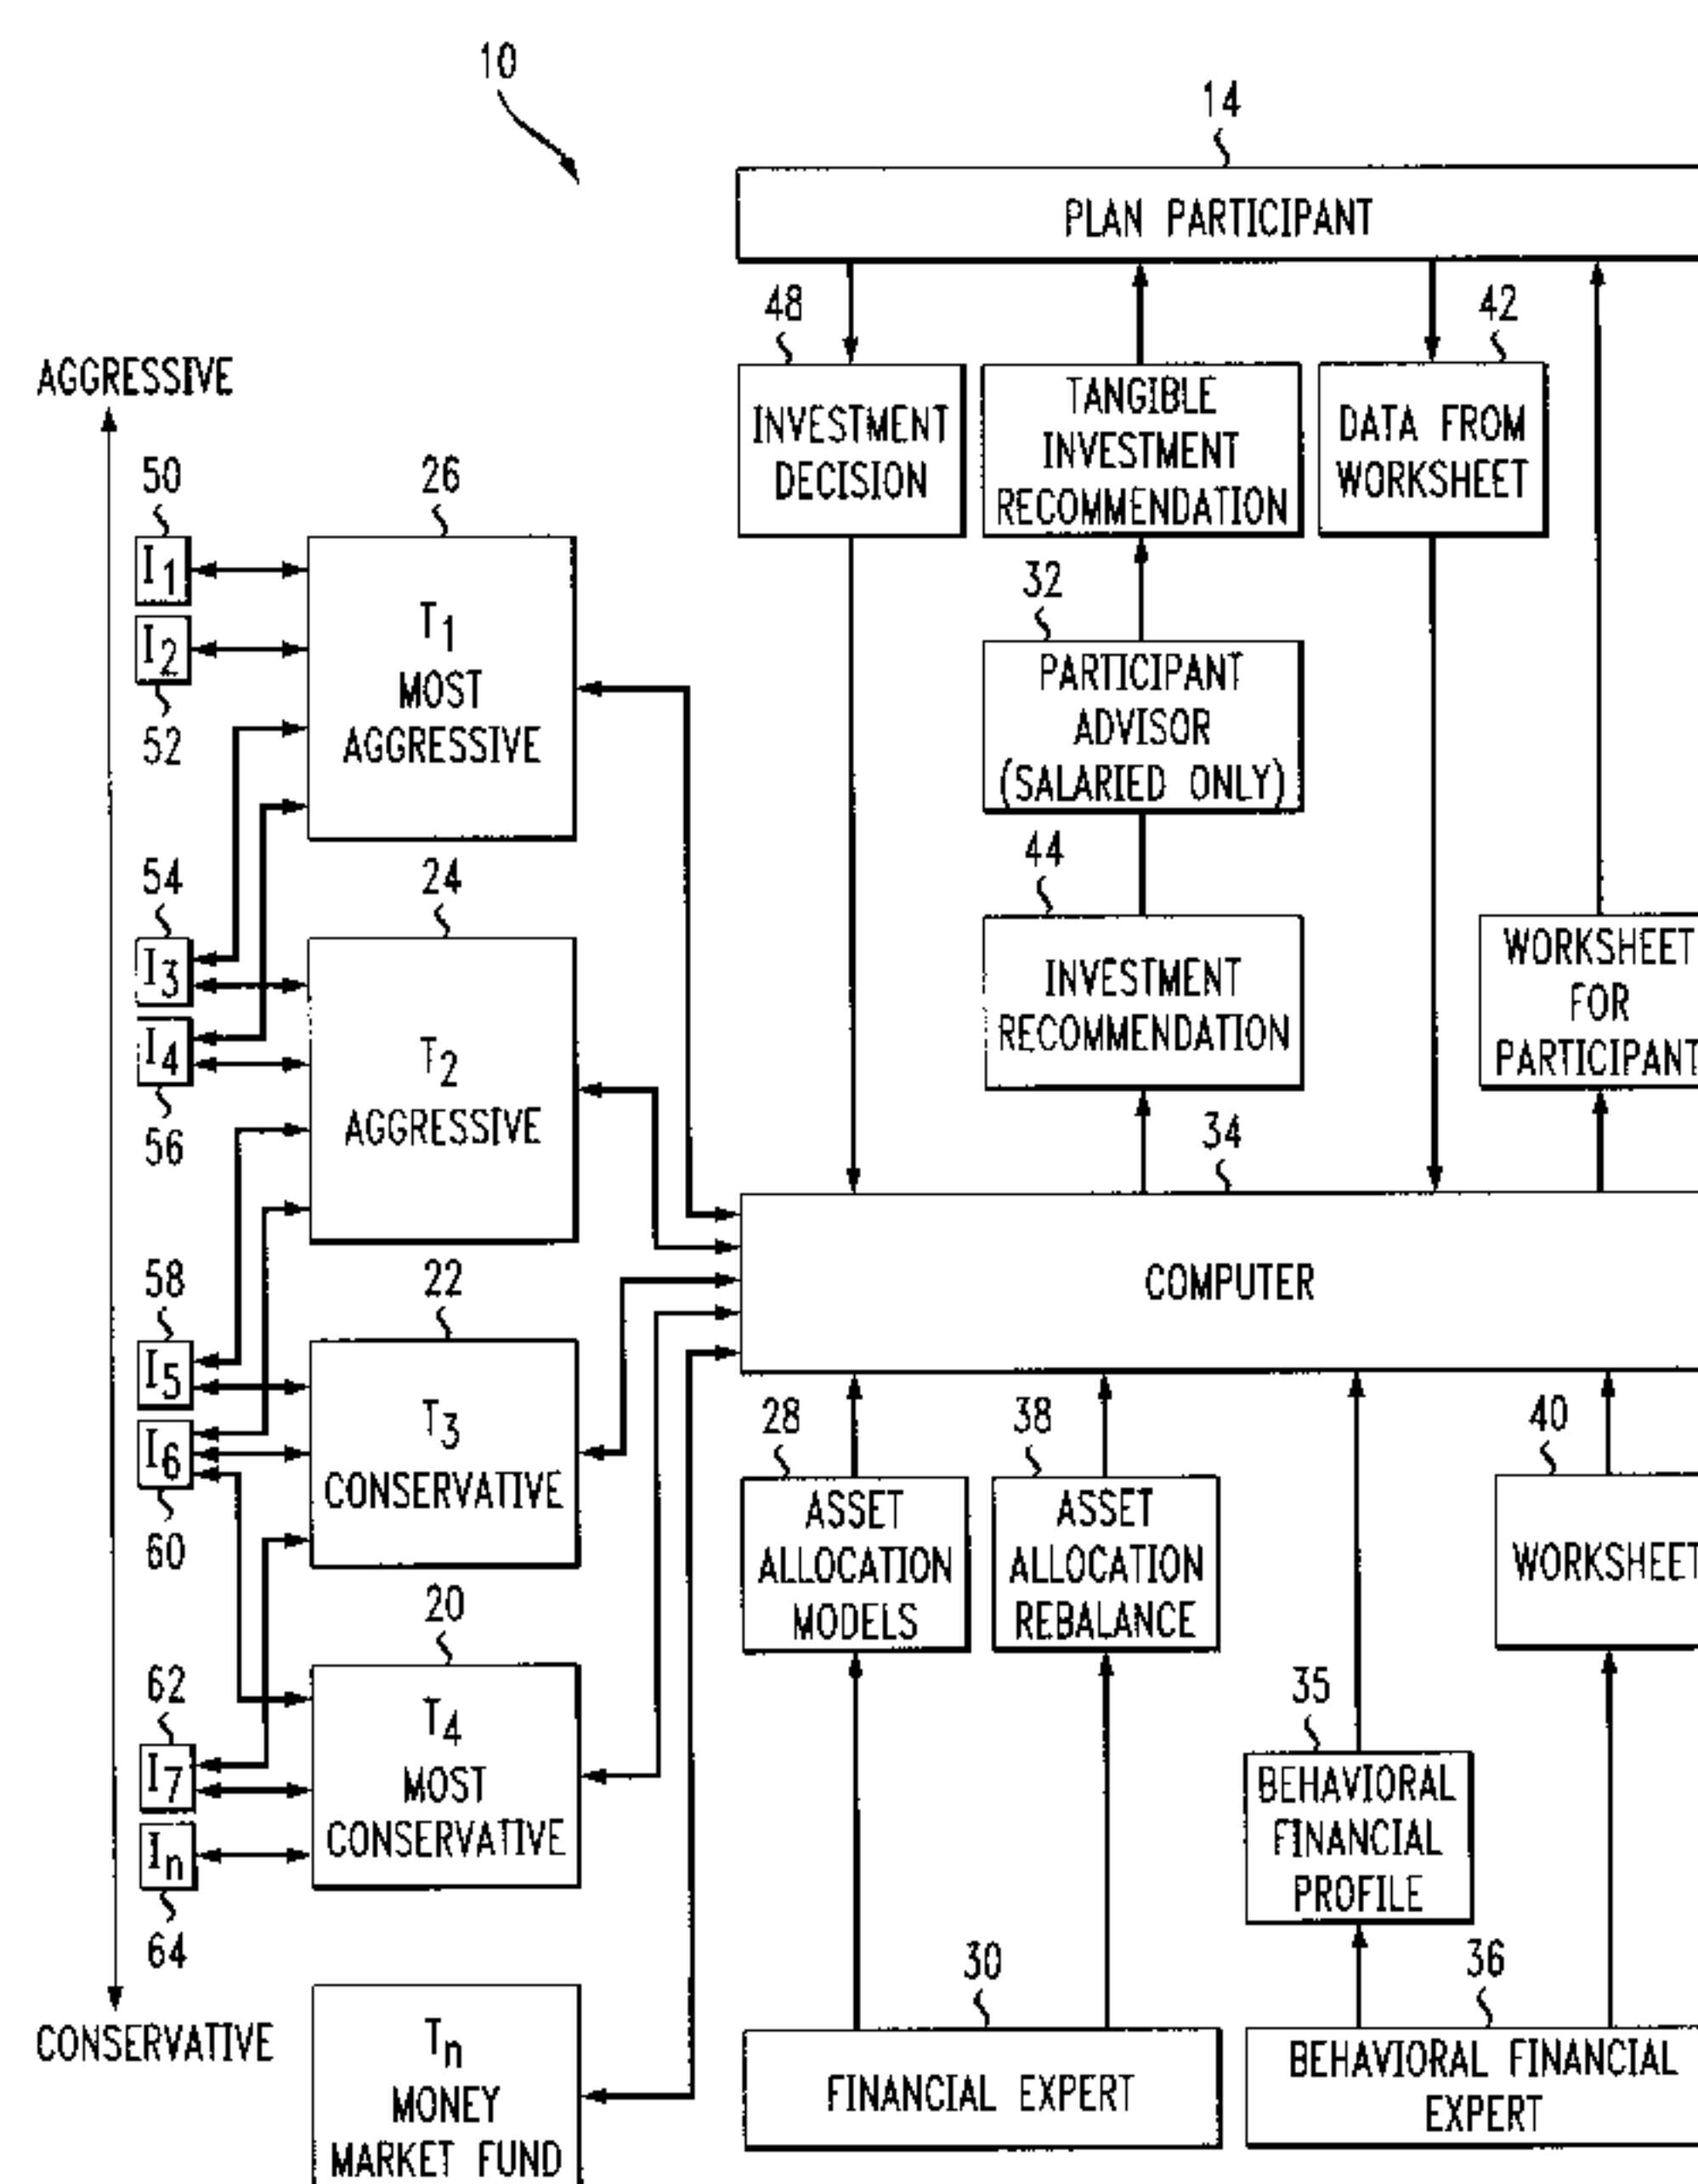 10
14
PLAN PARTICIPANT
48
42
AGGRESSIVE
INVESTMENT
DECISION
TANGIBLE
INVESTMENT
RECOMMENDATION
DATA FROM
WORKSHEET
50
26
I1
I2
52
T1
MOST
AGGRESSIVE
32
PARTICIPANT
ADVISOR
(SALARIED ONLY)
44
INVESTMENT
RECOMMENDATION
WORKSHEET
FOR
PARTICIPANT
54
24
I3
I4
56
T2
AGGRESSIVE
34
COMPUTER
58
22
I5
I6
60
T3
CONSERVATIVE
28
38
40
ASSET
ALLOCATION
MODELS
ASSET
ALLOCATION
REBALANCE
WORKSHEET
20
62
I7
In
64
T4
MOST
CONSERVATIVE
35
BEHAVIORAL
FINANCIAL
PROFILE
CONSERVATIVE
Tn
MONEY
MARKET FUND
30
36
FINANCIAL EXPERT
BEHAVIORAL FINANCIAL
EXPERT